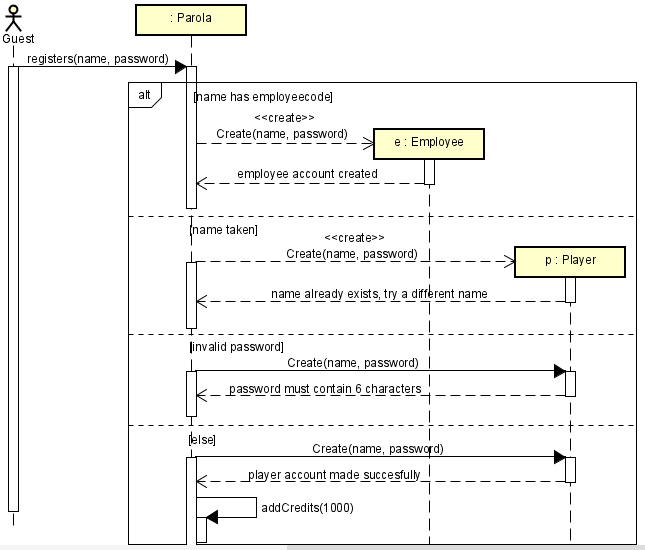 : Parola
Guest
registers(name, password)
alt
[name has employeecode]
<<create>>
Create(name, password)
e : Employee
employee account created
[name taken]
<<create>>
Create(name, password)
p : Player
name already exists, try a different name
[invalid password]
Create(name, password)
password must contain 6 characters
[else]
Create(name, password)
player account made succesfully
addCredits(1000)